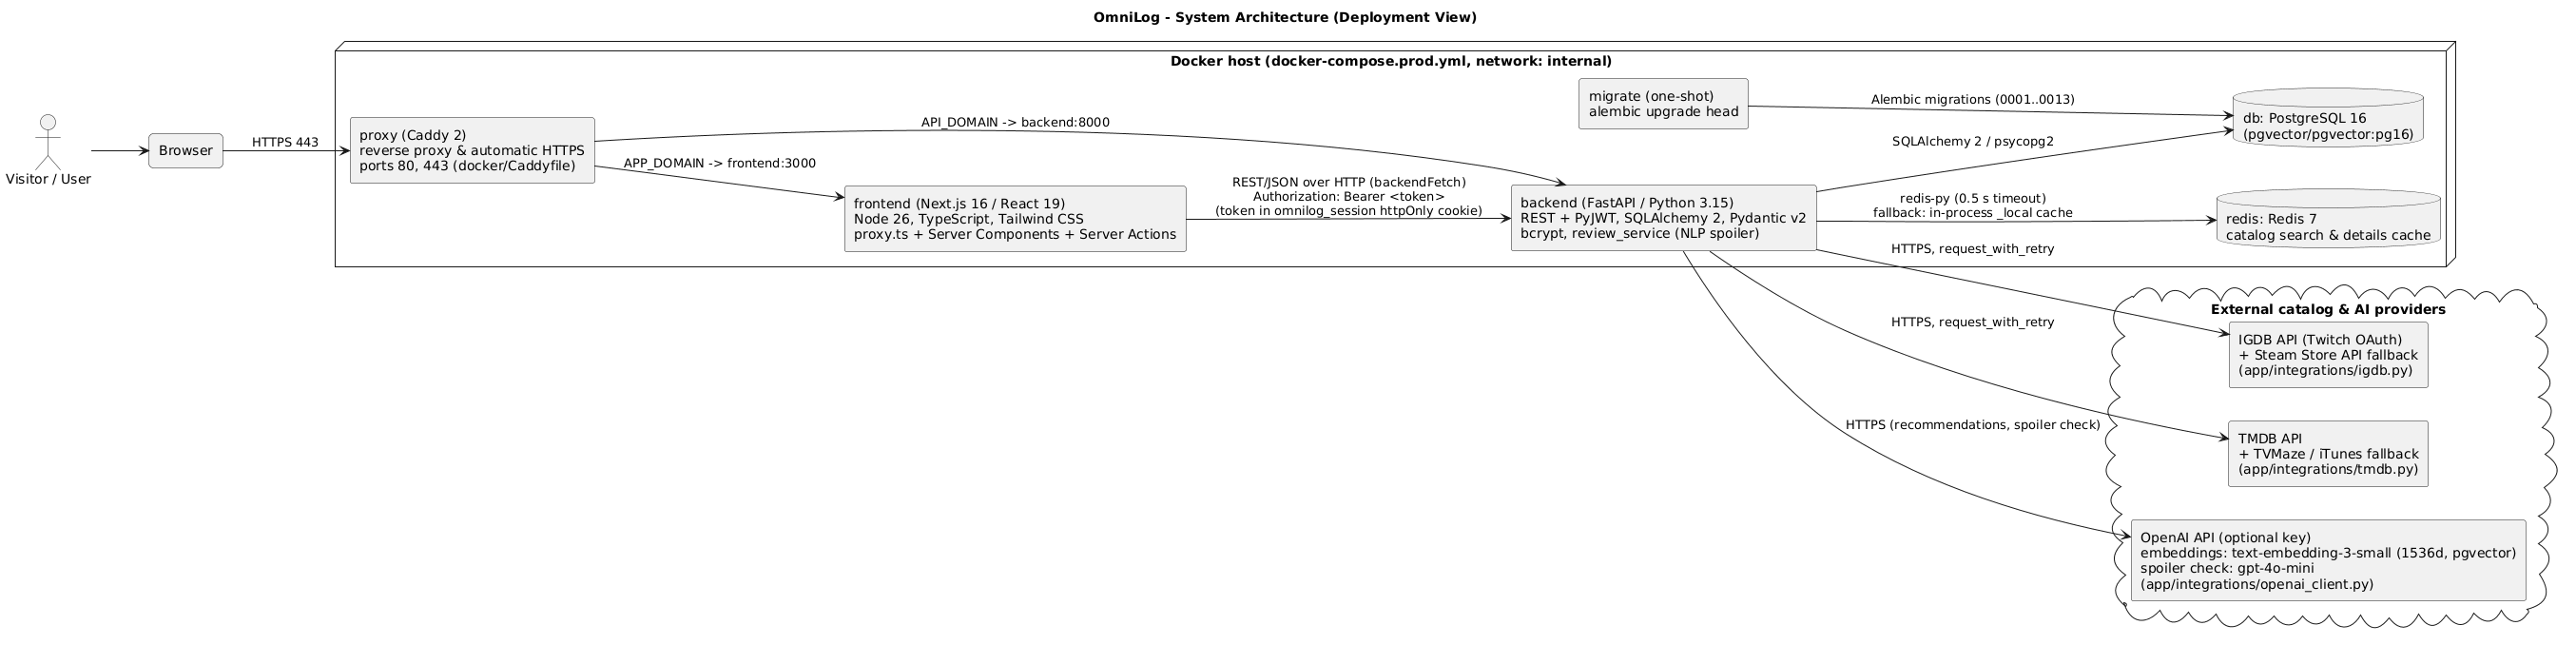 OmniLog - System Architecture (Deployment View)
Docker host (docker-compose.prod.yml, network: internal)
Visitor / User
Browser
HTTPS 443
proxy (Caddy 2)
reverse proxy & automatic HTTPS
ports 80, 443 (docker/Caddyfile)
API_DOMAIN -> backend:8000
APP_DOMAIN -> frontend:3000
frontend (Next.js 16 / React 19)
Node 26, TypeScript, Tailwind CSS
proxy.ts + Server Components + Server Actions
REST/JSON over HTTP (backendFetch)
Authorization: Bearer <token>
(token in omnilog_session httpOnly cookie)
migrate (one-shot)
alembic upgrade head
backend (FastAPI / Python 3.15)
REST + PyJWT, SQLAlchemy 2, Pydantic v2
bcrypt, review_service (NLP spoiler)
Alembic migrations (0001..0013)
SQLAlchemy 2 / psycopg2
redis-py (0.5 s timeout)
fallback: in-process _local cache
HTTPS, request_with_retry
HTTPS, request_with_retry
HTTPS (recommendations, spoiler check)
db: PostgreSQL 16
(pgvector/pgvector:pg16)
redis: Redis 7
catalog search & details cache
External catalog & AI providers
IGDB API (Twitch OAuth)
+ Steam Store API fallback
(app/integrations/igdb.py)
TMDB API
+ TVMaze / iTunes fallback
(app/integrations/tmdb.py)
OpenAI API (optional key)
embeddings: text-embedding-3-small (1536d, pgvector)
spoiler check: gpt-4o-mini
(app/integrations/openai_client.py)